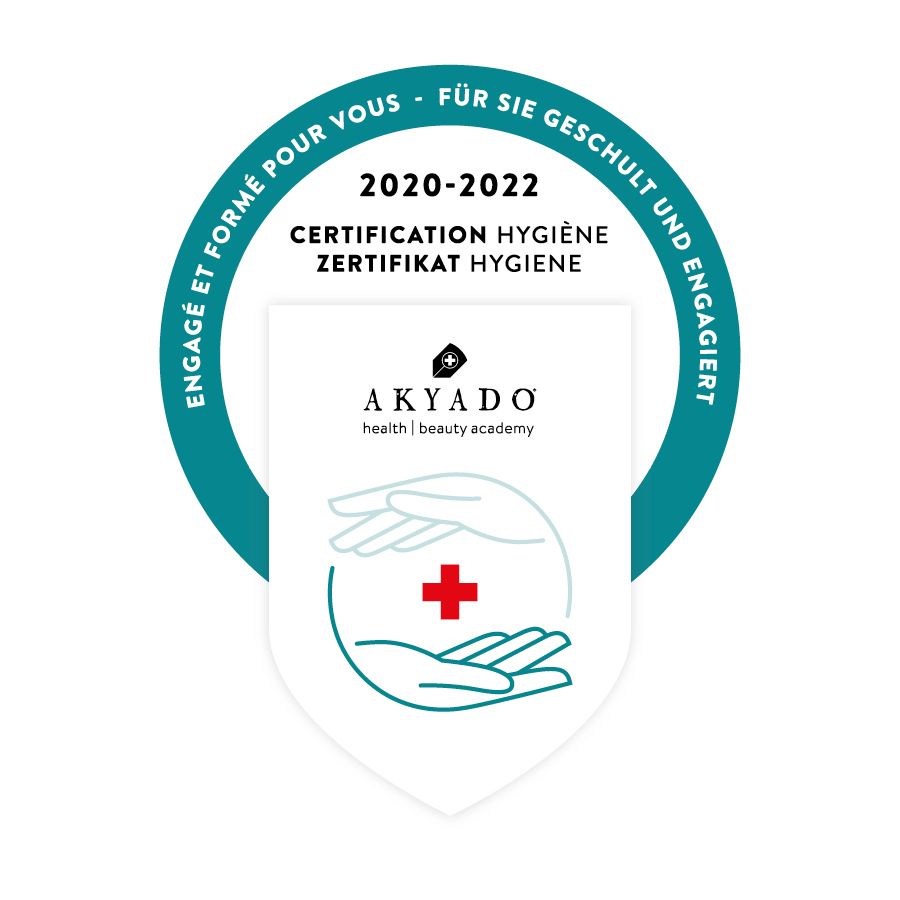 ENGAGÉ ET FORMÉ POUR VOUS - FÜR SIE GESCHULT UND ENGAGIERT
2020-2022
CERTIFICATION HYGIÈNE
ZERTIFIKAT HYGIENE
AKYADO
health | beauty academy